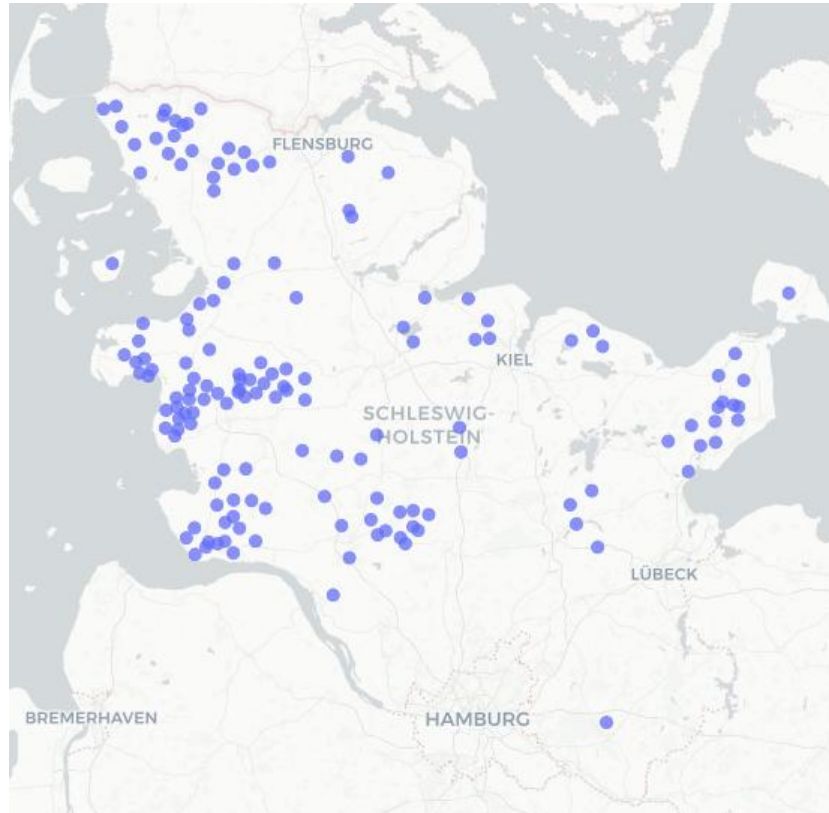 FLENSBURG
KIEL
SCHLESWIG-
HOLSTEIN
LÜBECK
BREMERHAVEN
HAMBURG